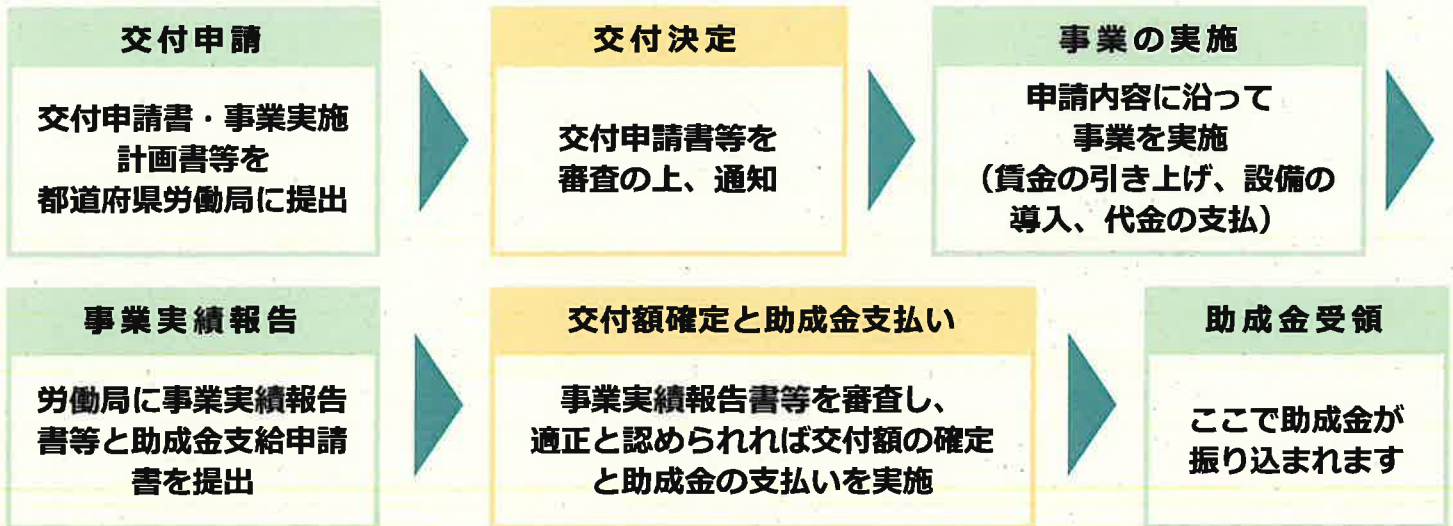 交付申請
交付申請書・事業実施
計画書等を
都道府県労働局に提出
交付決定
交付申請書等を
審査の上、通知
事業の実施
申請内容に沿って
事業を実施
（賃金の引き上げ、設備の
導入、代金の支払）
事業実績報告
労働局に事業実績報告
書等と助成金支給申請
書を提出
交付額確定と助成金支払い
事業実績報告書等を審査し、
適正と認められれば交付額の確定
と助成金の支払いを実施
助成金受領
ここで助成金が
振り込まれます